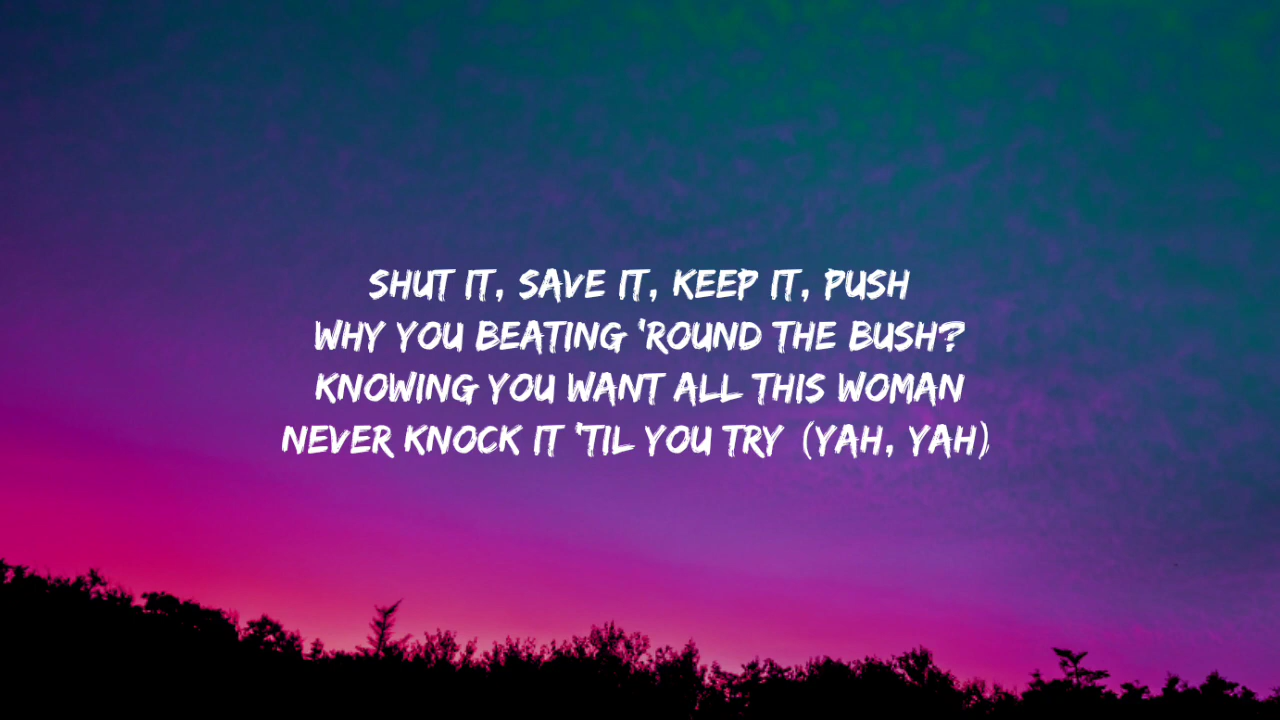 SHUT IT, SAVE IT, KEEP IT, PUSH
WHY YOU BEATING 'ROUND THE BUSH?
KNOWING YOU WANT ALL THIS WOMAN
NEVER KNOCK IT 'TIL YOU TRY (YAH, YAH)